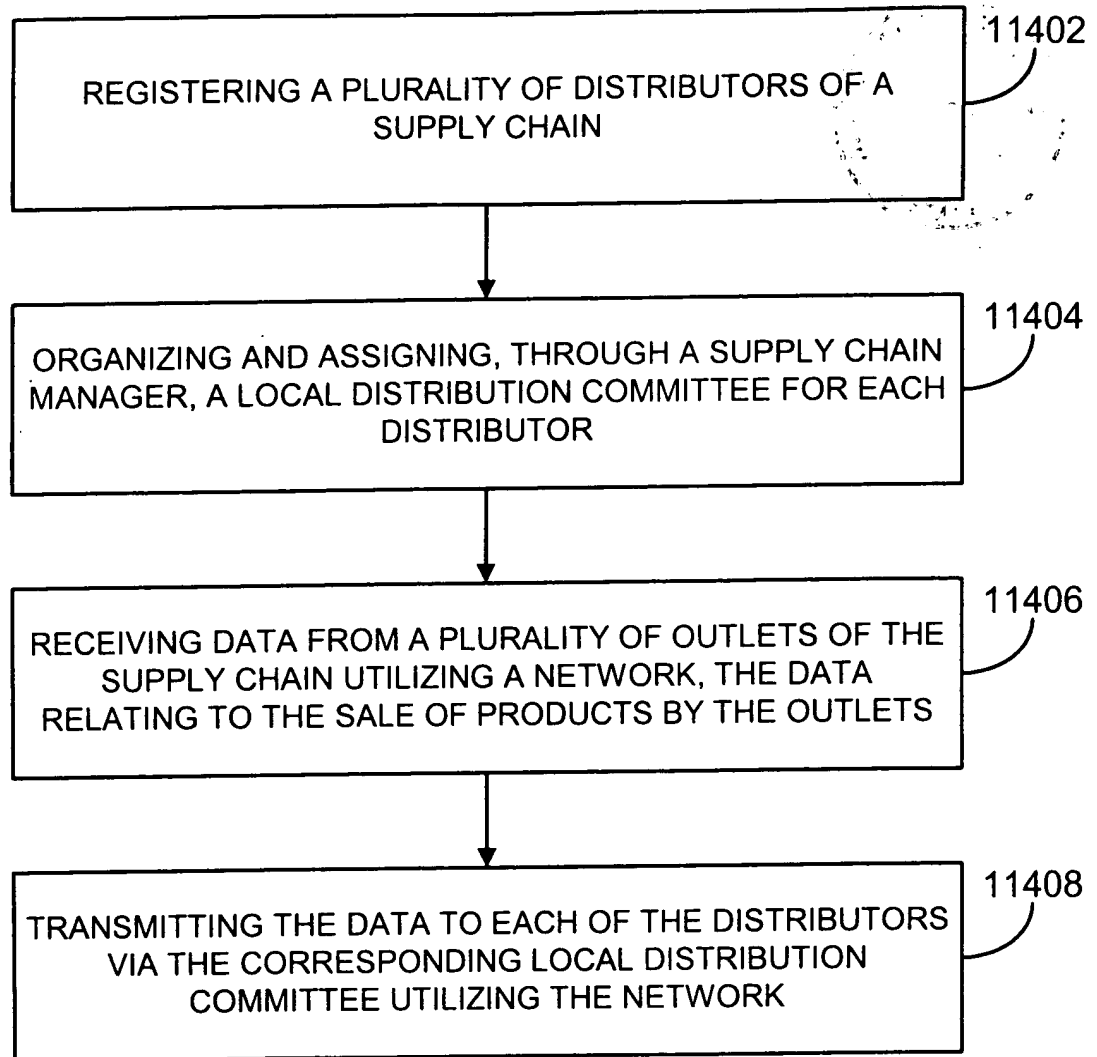 11402
REGISTERING A PLURALITY OF DISTRIBUTORS OF A
SUPPLY CHAIN
11404
ORGANIZING AND ASSIGNING, THROUGH A SUPPLY CHAIN
MANAGER, A LOCAL DISTRIBUTION COMMITTEE FOR EACH
DISTRIBUTOR
11406
RECEIVING DATA FROM A PLURALITY OF OUTLETS OF THE
SUPPLY CHAIN UTILIZING A NETWORK, THE DATA
RELATING TO THE SALE OF PRODUCTS BY THE OUTLETS
11408
TRANSMITTING THE DATA TO EACH OF THE DISTRIBUTORS
VIA THE CORRESPONDING LOCAL DISTRIBUTION
COMMITTEE UTILIZING THE NETWORK